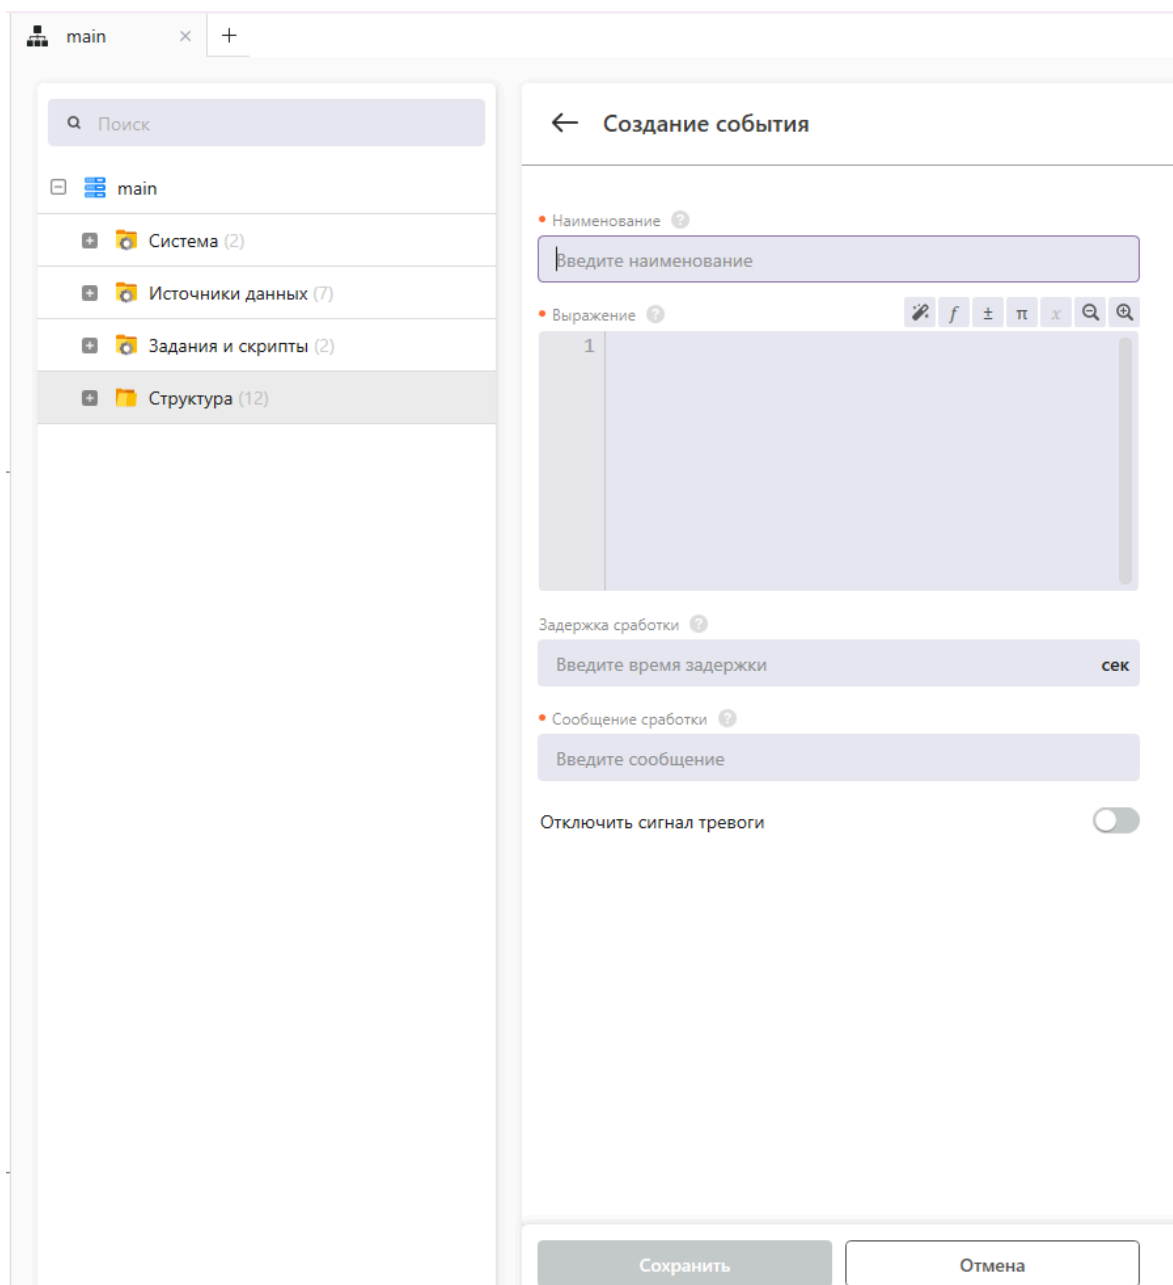 main
Поиск
main
Система (2)
Источники данных (7)
Задания и скрипты (2)
Структура (12)
Создание события
Наименование ?
Введите наименование
Выражение ? f ± π x
1
Задержка сработки ?
Введите время задержки сек
Сообщение сработки ?
Введите сообщение
Отключить сигнал тревоги
Сохранить Отмена